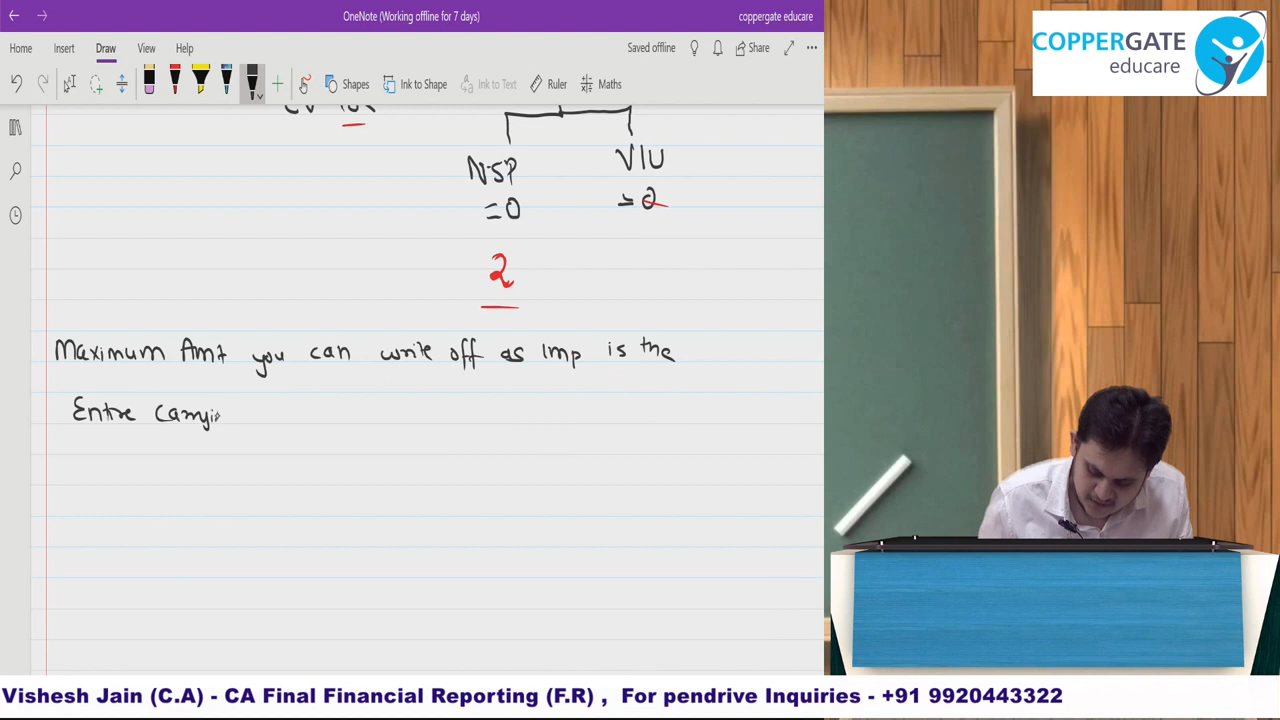 OneNote (Working offline for 7 days)
coppergate educare
Home Insert Draw View Help
Saved offline Share
Shapes Ink to Shape Ink to Text Ruler Maths
COPPERGATE
educare
N.S.P VIU
=0 = 2
2
Maximum Amt you can write off as Imp is the
Entire Carryi
Vishesh Jain (C.A) - CA Final Financial Reporting (F.R) , For pendrive Inquiries - +91 9920443322